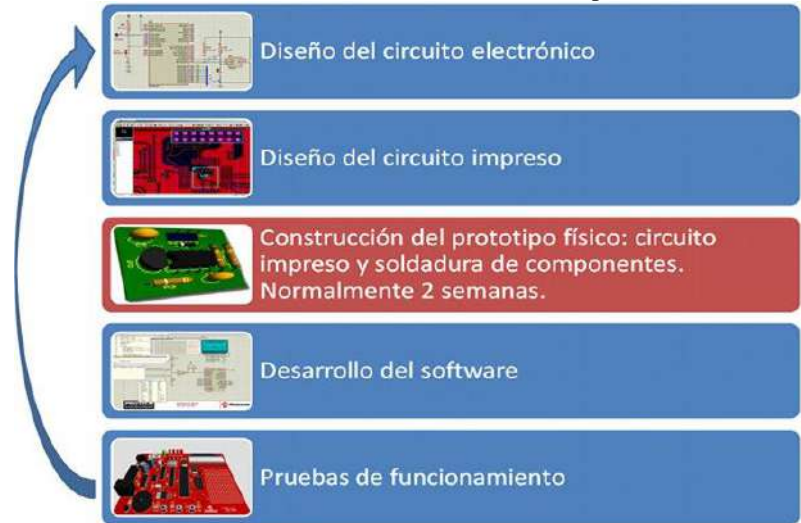 Diseño del circuito electrónico
Diseño del circuito impreso
Construcción del prototipo físico: circuito
impreso y soldadura de componentes.
Normalmente 2 semanas.
Desarrollo del software
Pruebas de funcionamiento